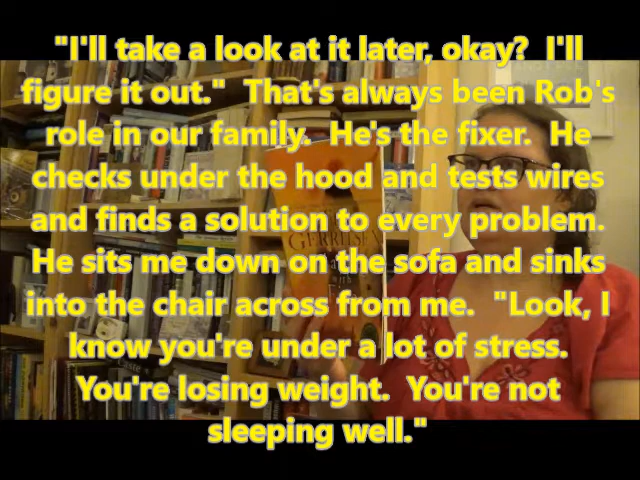 "I'll take a look at it later, okay?  I'll
figure it out."  That's always been Rob's
role in our family.  He's the fixer.  He
checks under the hood and tests wires
and finds a solution to every problem.
He sits me down on the sofa and sinks
into the chair across from me.  "Look, I
know you're under a lot of stress.
You're losing weight.  You're not
sleeping well."
GERRITSEN